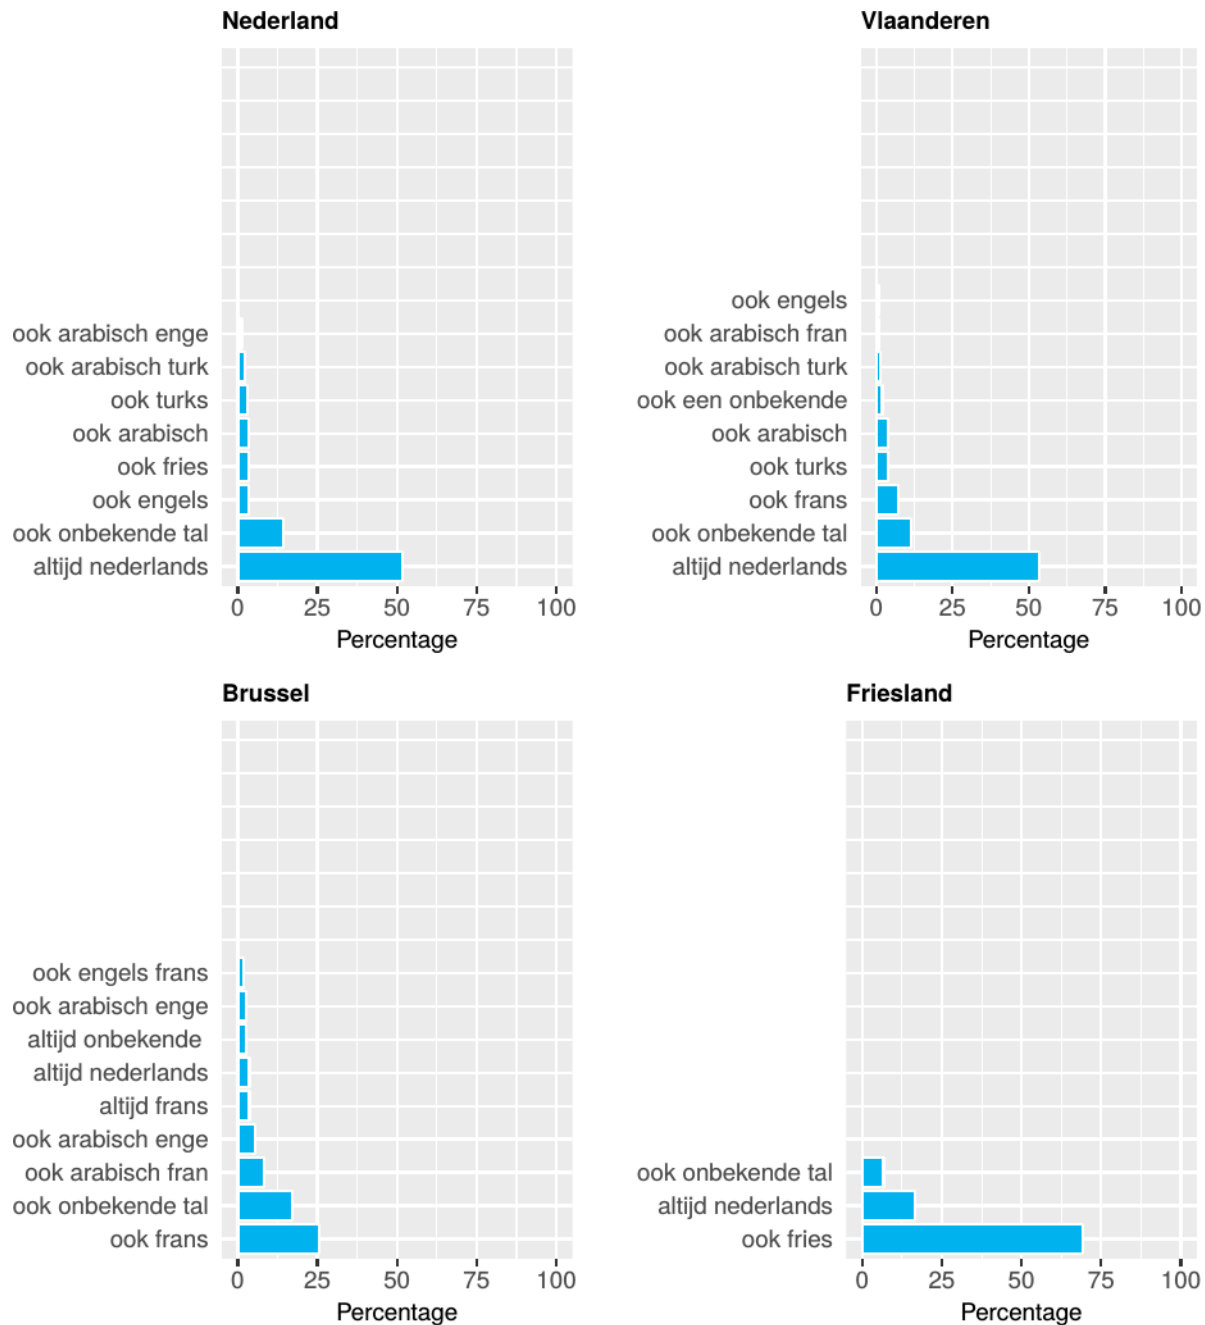 Nederland
ook arabisch enge
ook arabisch turk
ook turks
ook arabisch
ook fries
ook engels
ook onbekende tal
altijd nederlands
0 25 50 75 100
Percentage
Vlaanderen
ook engels
ook arabisch fran
ook arabisch turk
ook een onbekende
ook arabisch
ook turks
ook frans
ook onbekende tal
altijd nederlands
0 25 50 75 100
Percentage
Brussel
ook engels frans
ook arabisch enge
altijd onbekende
altijd nederlands
altijd frans
ook arabisch enge
ook arabisch fran
ook onbekende tal
ook frans
0 25 50 75 100
Percentage
Friesland
ook onbekende tal
altijd nederlands
ook fries
0 25 50 75 100
Percentage